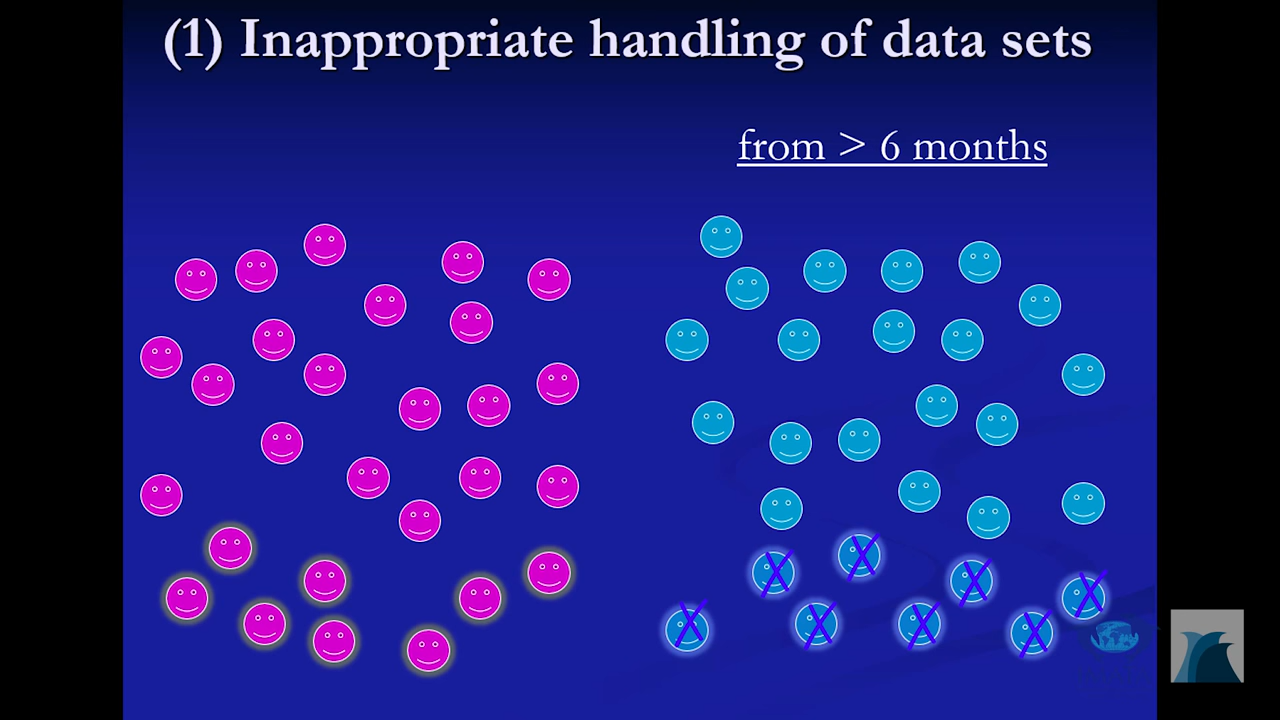 (1) Inappropriate handling of data sets
from > 6 months